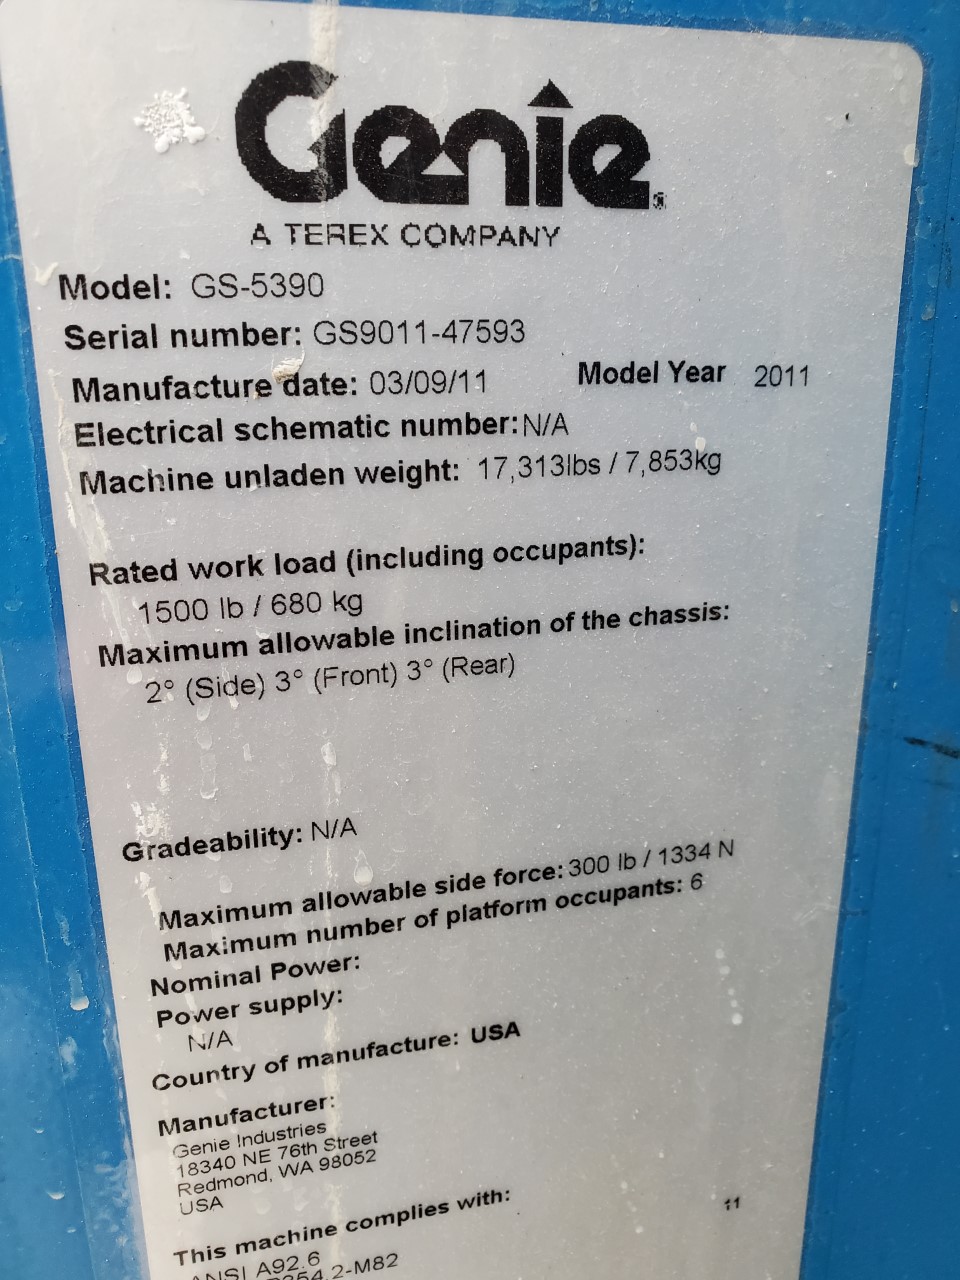 Genie
A TEREX COMPANY
Model: GS-5390
Serial number: GS9011-47593
Manufacture date: 03/09/11 Model Year 2011
Electrical schematic number: N/A
Machine unladen weight: 17,313lbs / 7,853kg
Rated work load (including occupants):
1500 lb / 680 kg
Maximum allowable inclination of the chassis:
2° (Side) 3° (Front) 3° (Rear)
Gradeability: N/A
Maximum allowable side force: 300 lb / 1334 N
Maximum number of platform occupants: 6
Nominal Power:
Power supply:
N/A
Country of manufacture: USA
Manufacturer:
Genie Industries
18340 NE 76th Street
Redmond, WA 98052
USA
This machine complies with:
11
ANSI A92.6